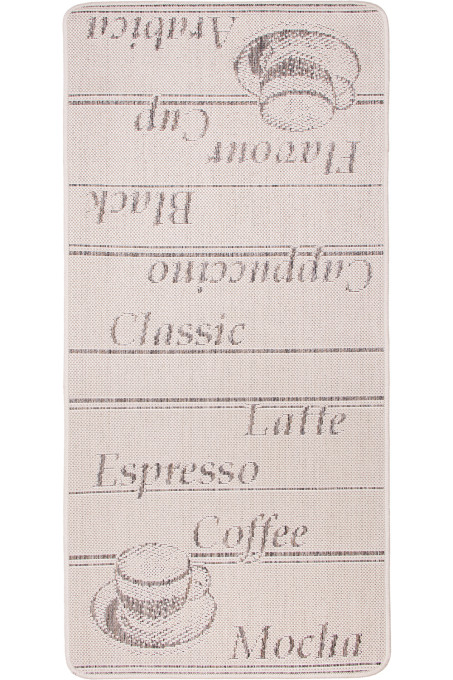 Arabica
Cup
Flavour
Black
Cappuccino
Classic
Latte
Espresso
Coffee
Mocha